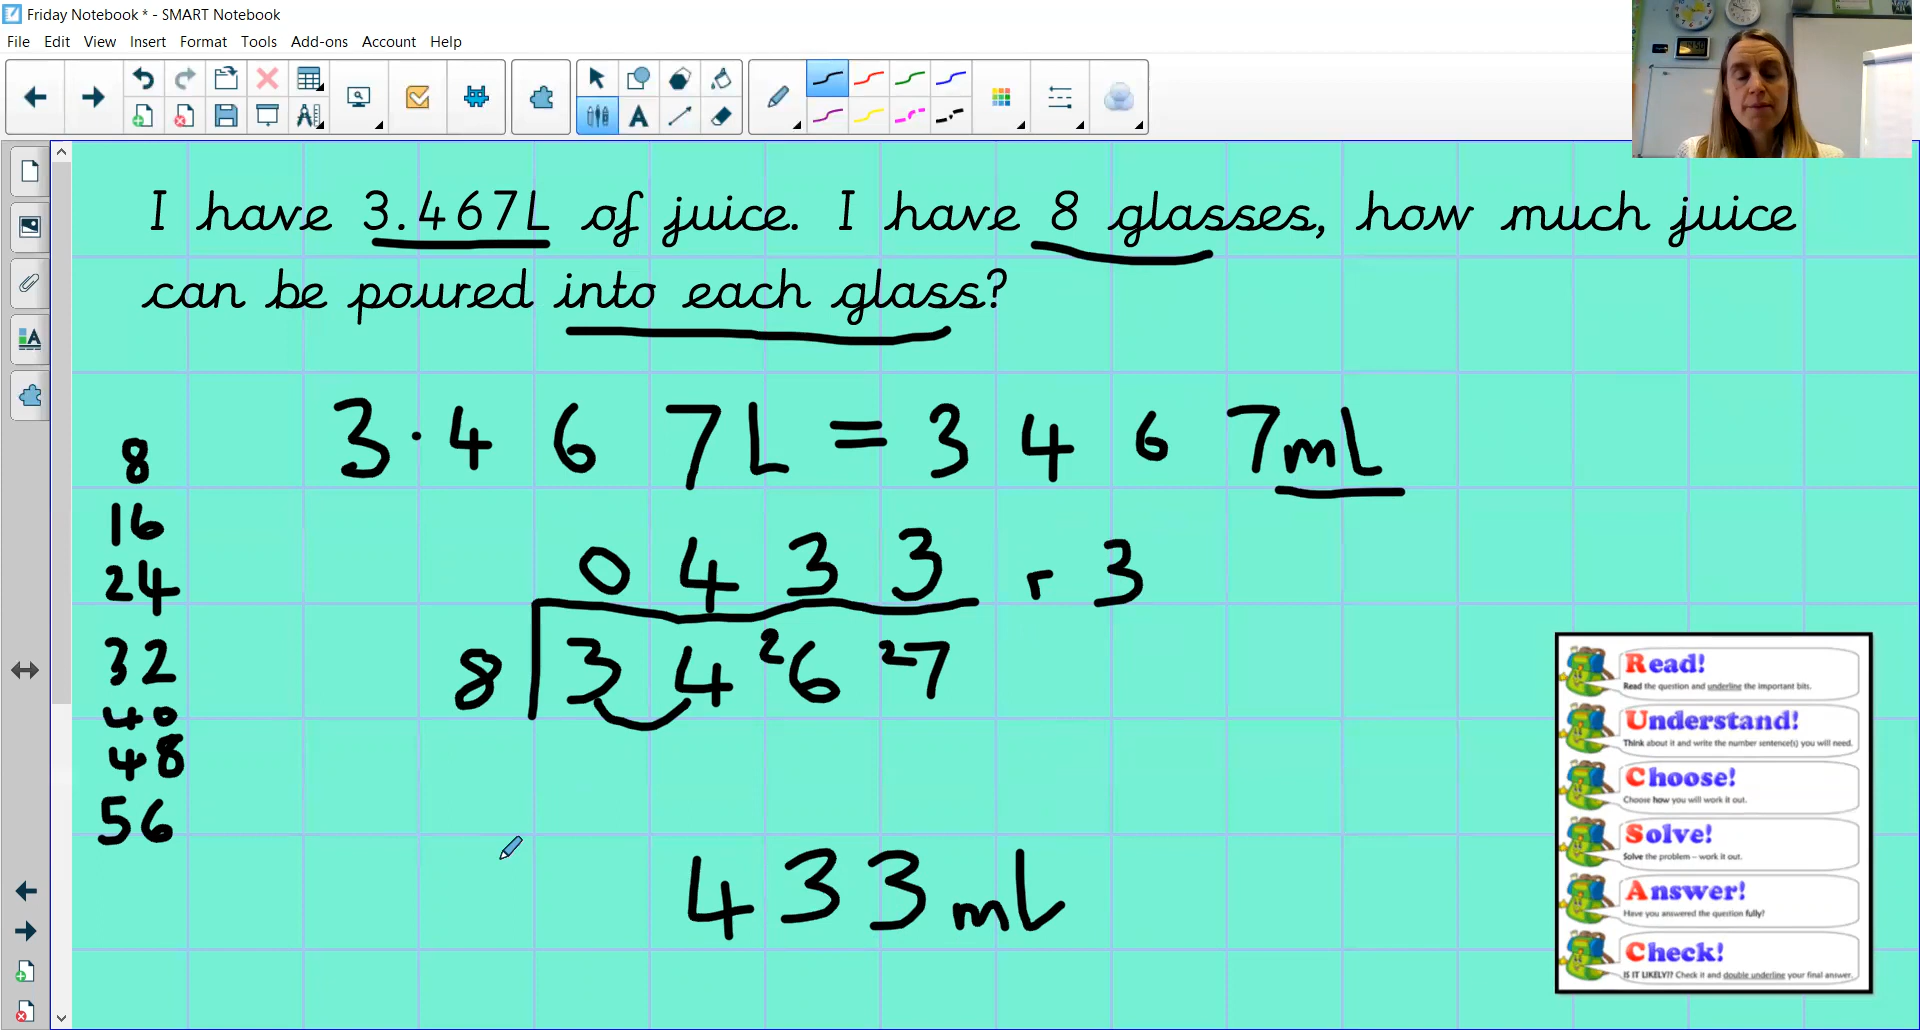 Friday Notebook * - SMART Notebook
File Edit View Insert Format Tools Add-ons Account Help
I have 3.467L of juice. I have 8 glasses, how much juice
can be poured into each glass?
3.467L = 3467mL
8
16
24
32
40
48
56
0433 r 3
8 3 4 ²6 ²7
433mL
Read!
Read the question and underline the important bits.
Understand!
Think about it and write the number sentence(s) you will need.
Choose!
Choose how you will work it out.
Solve!
Solve the problem – work it out.
Answer!
Have you answered the question fully?
Check!
IS IT LIKELY?? Check it and double underline your final answer.